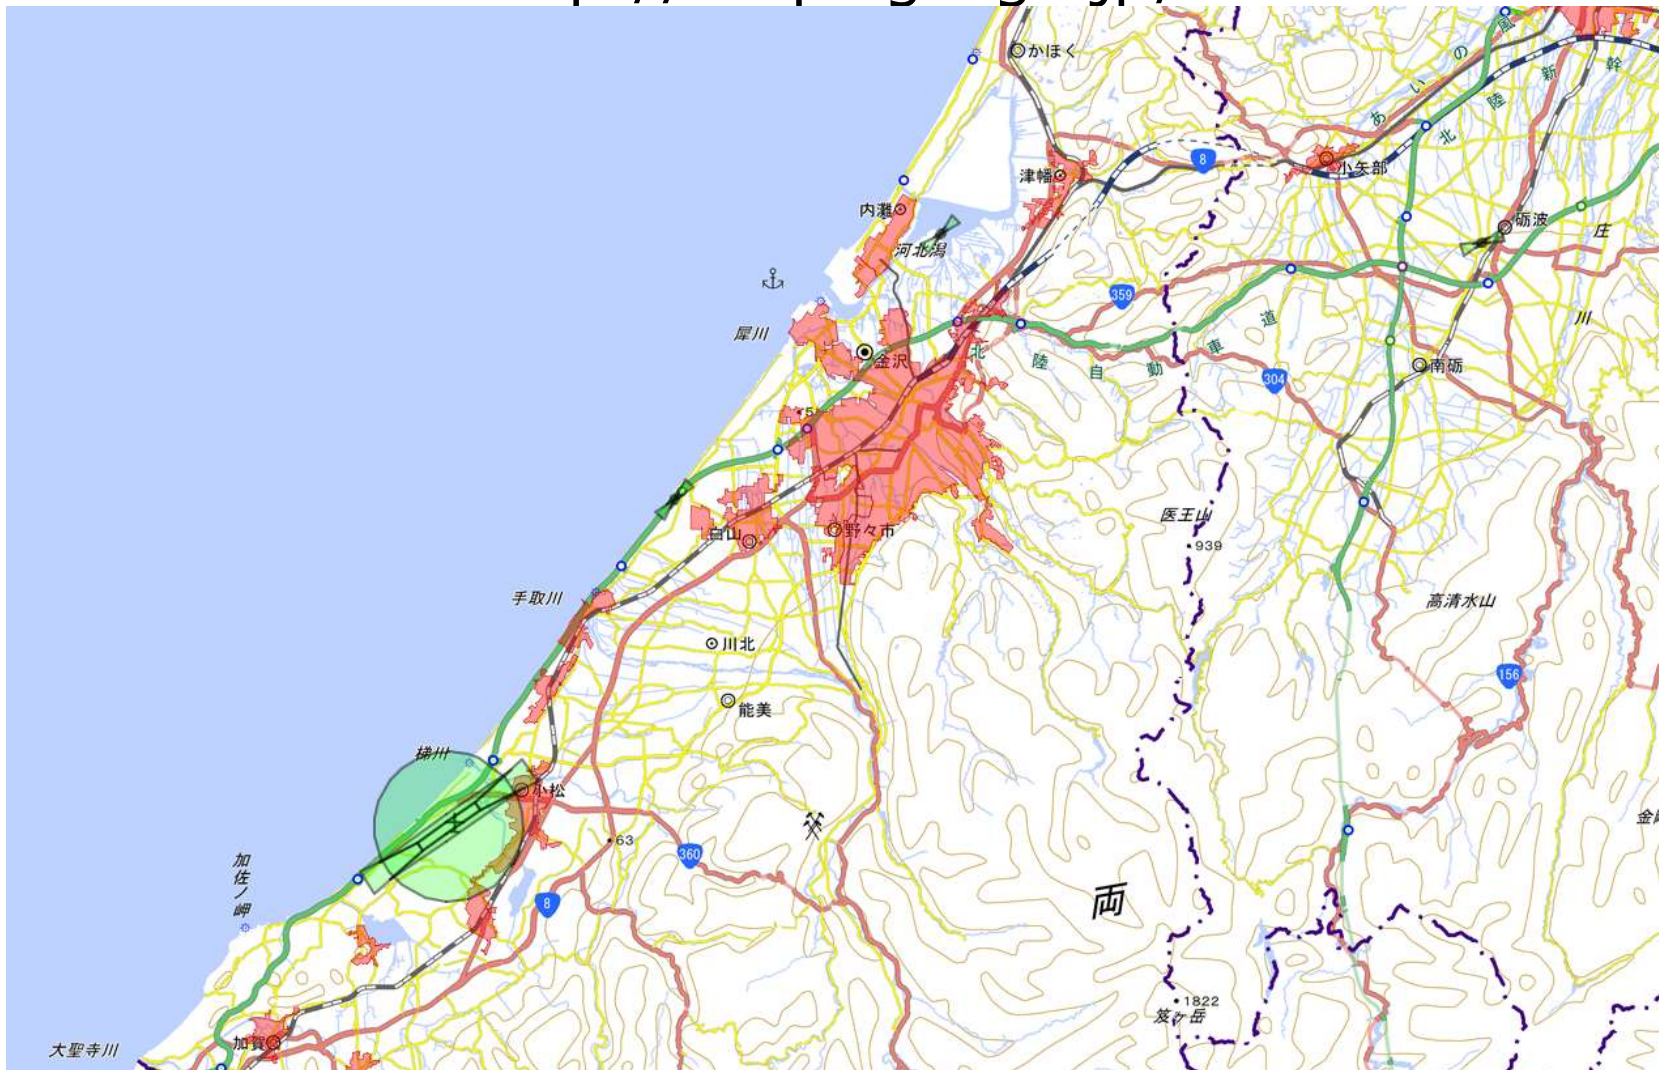 かほく
あいの風
北陸新幹
8
小矢部
津幡
内灘
河北潟
砺波
庄
川
359
犀川
金沢
北陸自動車道
304
南砺
5
医王山
939
白山
野々市
手取川
高清水山
川北
156
能美
梯川
小松
63
360
加佐ノ岬
8
両
1822
笈ヶ岳
加賀
大聖寺川